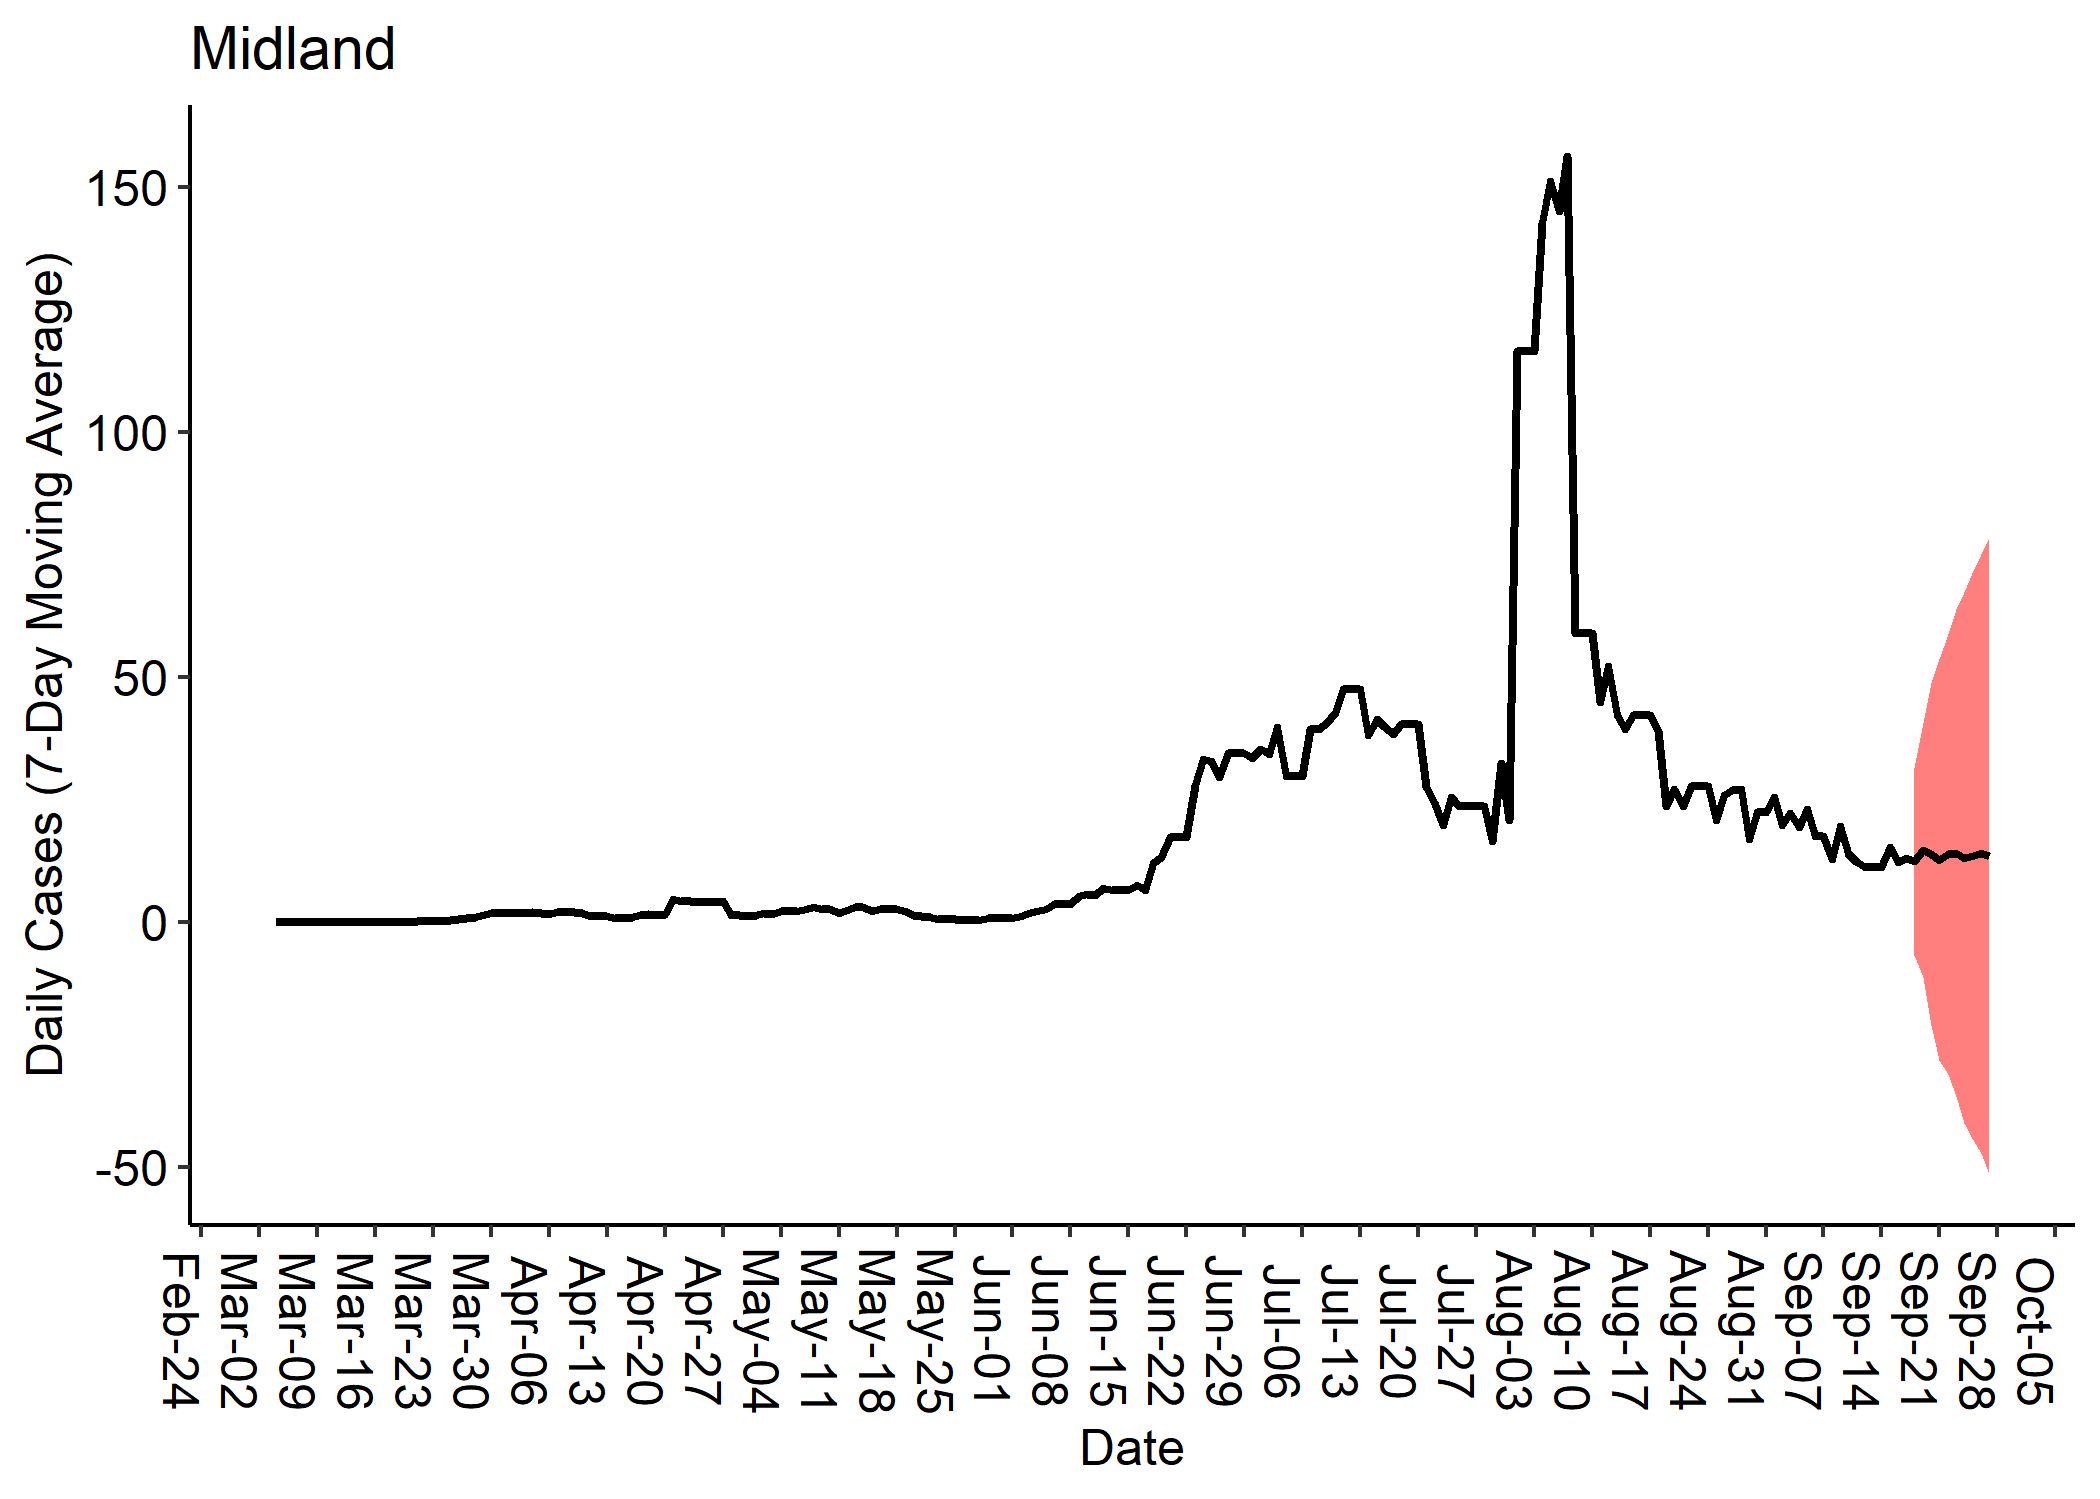 Midland
Daily Cases (7-Day Moving Average)
150
100
50
0
-50
Feb-24
Mar-02
Mar-09
Mar-16
Mar-23
Mar-30
Apr-06
Apr-13
Apr-20
Apr-27
May-04
May-11
May-18
May-25
Jun-01
Jun-08
Jun-15
Jun-22
Jun-29
Jul-06
Jul-13
Jul-20
Jul-27
Aug-03
Aug-10
Aug-17
Aug-24
Aug-31
Sep-07
Sep-14
Sep-21
Sep-28
Oct-05
Date